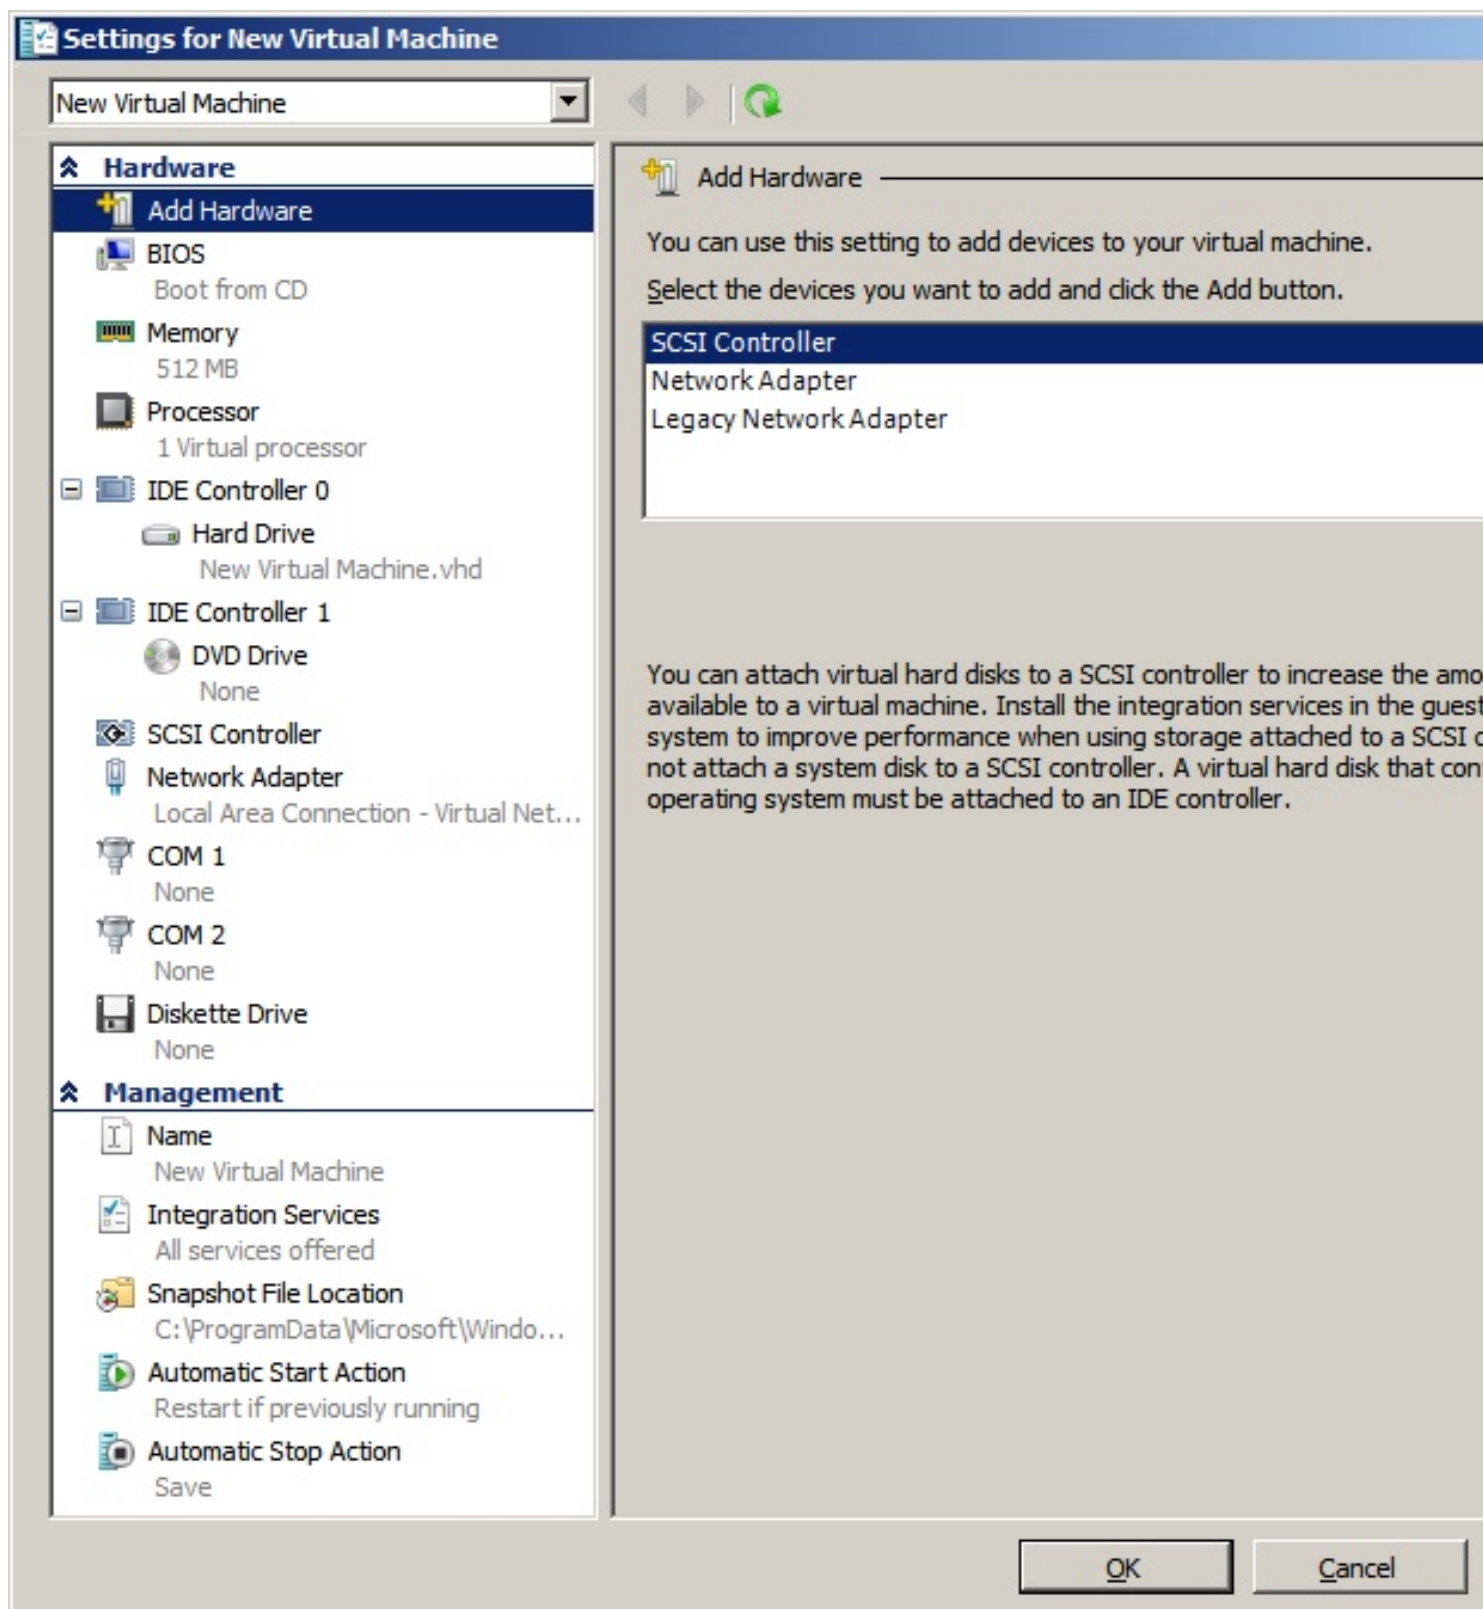 Settings for New Virtual Machine
New Virtual Machine
Hardware
Add Hardware
BIOS
Boot from CD
Memory
512 MB
Processor
1 Virtual processor
IDE Controller 0
Hard Drive
New Virtual Machine.vhd
IDE Controller 1
DVD Drive
None
SCSI Controller
Network Adapter
Local Area Connection - Virtual Net...
COM 1
None
COM 2
None
Diskette Drive
None
Management
Name
New Virtual Machine
Integration Services
All services offered
Snapshot File Location
C:\ProgramData\Microsoft\Windo...
Automatic Start Action
Restart if previously running
Automatic Stop Action
Save
Add Hardware
You can use this setting to add devices to your virtual machine.
Select the devices you want to add and click the Add button.
SCSI Controller
Network Adapter
Legacy Network Adapter
You can attach virtual hard disks to a SCSI controller to increase the amo
available to a virtual machine. Install the integration services in the guest
system to improve performance when using storage attached to a SCSI c
not attach a system disk to a SCSI controller. A virtual hard disk that con
operating system must be attached to an IDE controller.
OK
Cancel